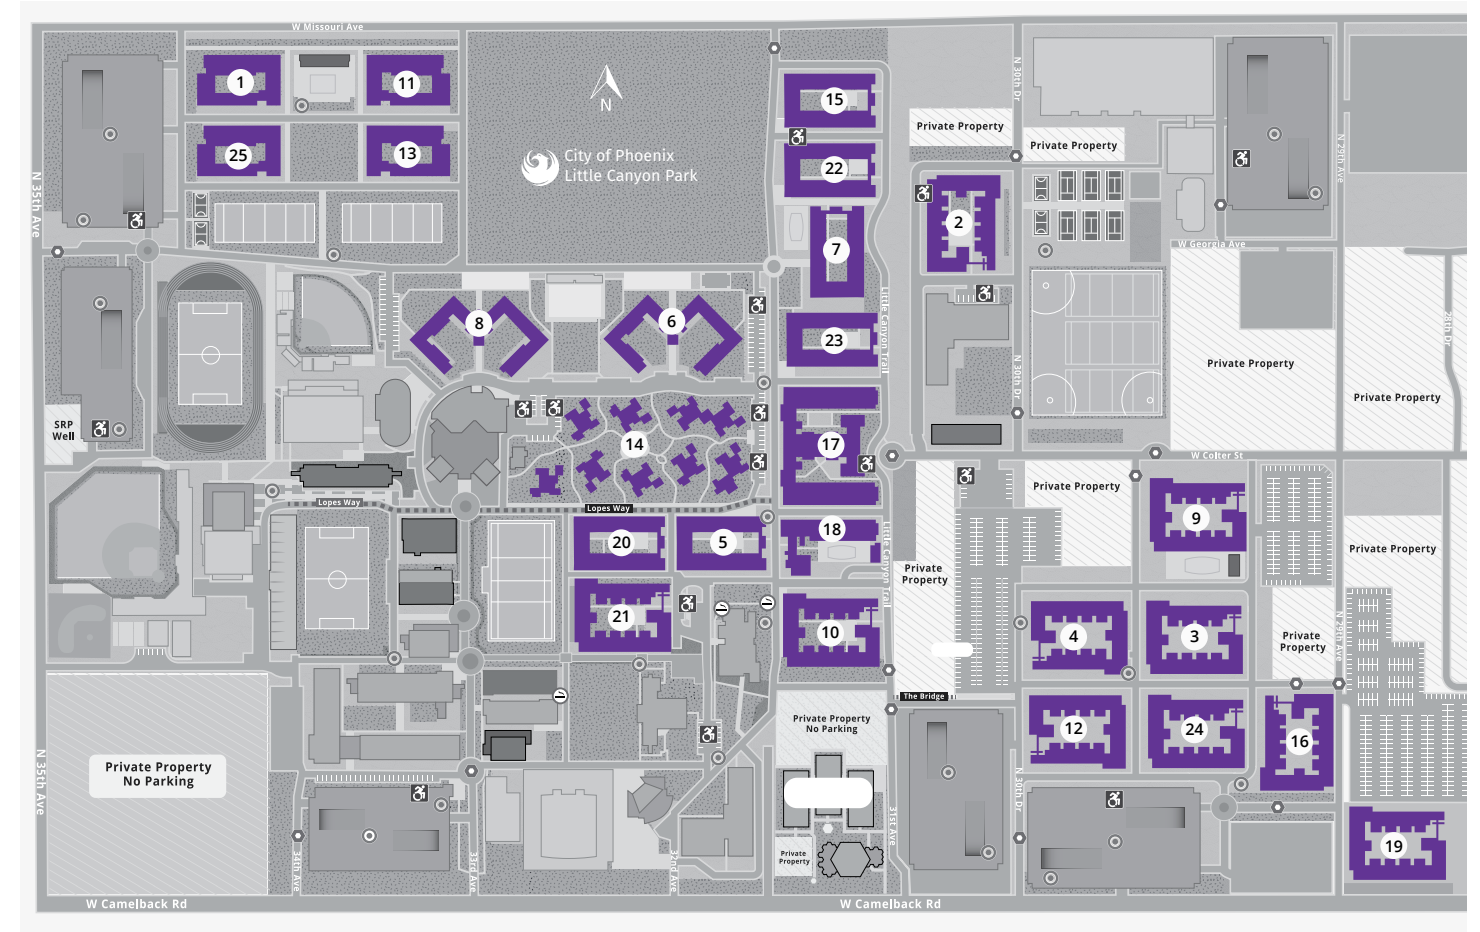 W Missouri Ave
N 35th Ave
1
11
25
13
N
City of Phoenix
Little Canyon Park
15
22
7
23
Little Canyon Trail
Private Property
N 30th Dr
Private Property
2
N 29th Ave
W Georgia Ave
Private Property
28th Dr
Private Property
N 30th Dr
8
6
SRP
Well
14
17
W Colter St
Lopes Way
Lopes Way
20
5
18
Little Canyon Trail
Private Property
9
Private Property
Private
Property
21
10
4
3
Private
Property
N 29th Ave
The Bridge
Private Property
No Parking
12
24
16
N 35th Ave
Private Property
No Parking
N 30th Dr
31st Ave
Private
Property
19
34th Ave
33rd Ave
32nd Ave
W Camelback Rd
W Camelback Rd